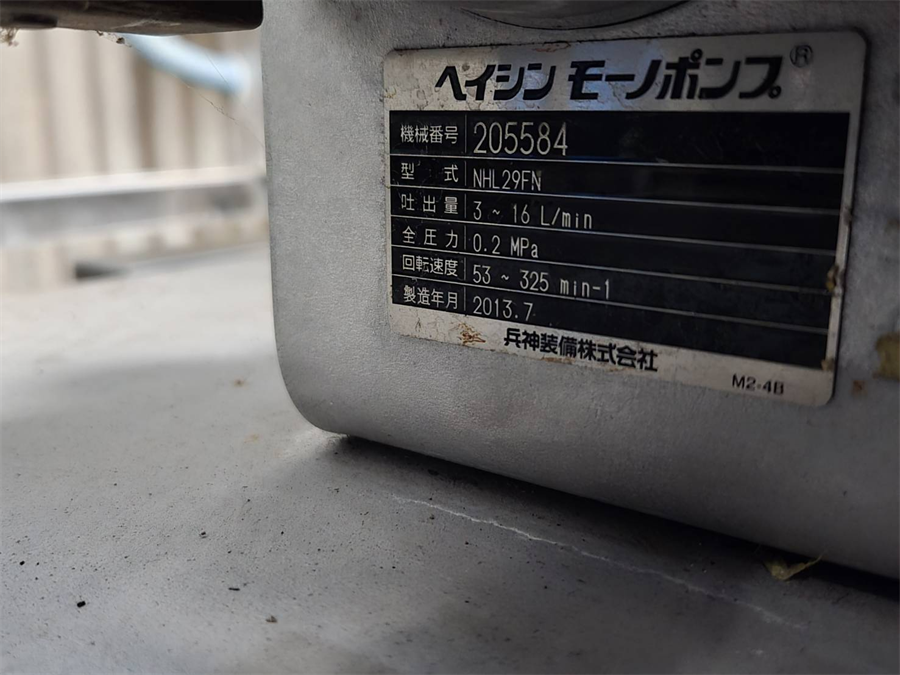 ヘイシン モーノポンプ®
機械番号 205584
型式 NHL29FN
吐出量 3 ~ 16 L/min
全圧力 0.2 MPa
回転速度 53 ~ 325 min-1
製造年月 2013.7
兵神装備株式会社
M2-4B